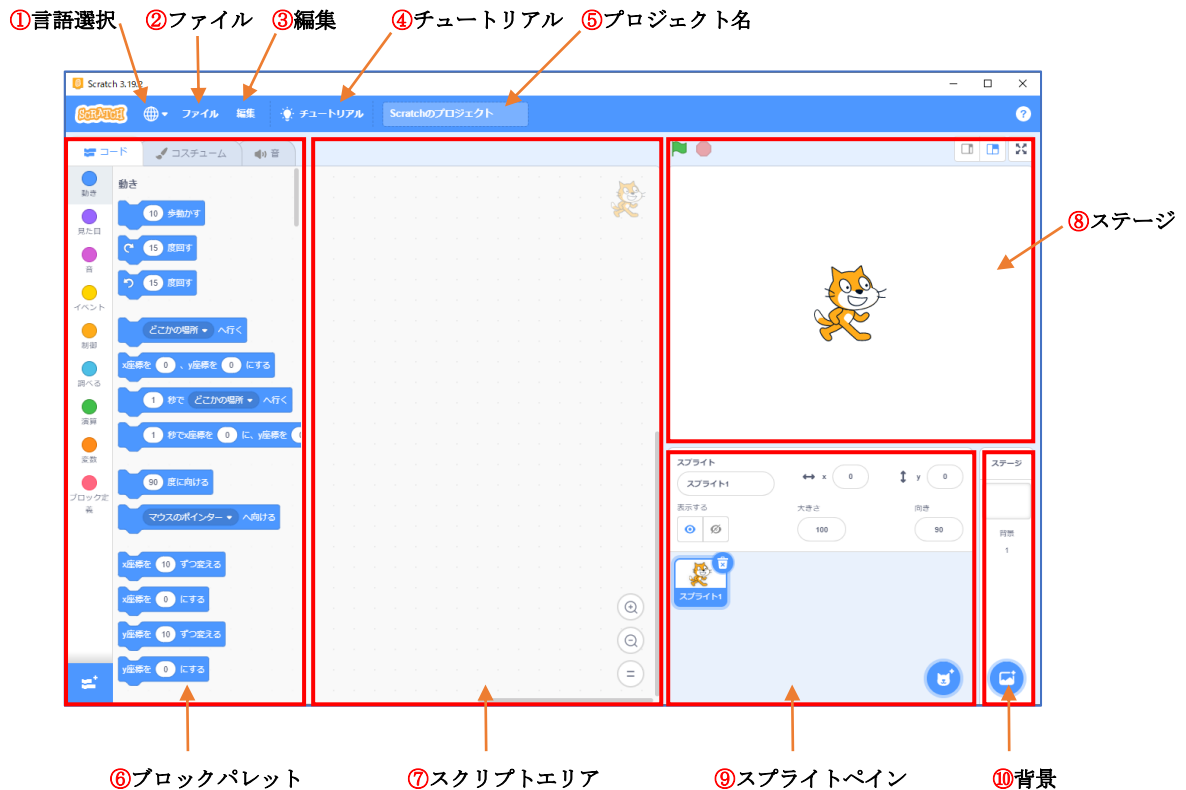 ①言語選択 ②ファイル ③編集 ④チュートリアル ⑤プロジェクト名
Scratch 3.19.2
SCRATCH ファイル 編集 チュートリアル Scratchのプロジェクト ?
コード コスチューム 音
動き
見た目
音
イベント
制御
調べる
演算
変数
ブロック定義
動き
10 歩動かす
15 度回す
15 度回す
どこかの場所 へ行く
x座標を 0 、y座標を 0 にする
1 秒で どこかの場所 へ行く
1 秒でx座標を 0 に、y座標を
90 度に向ける
マウスのポインター へ向ける
x座標を 10 ずつ変える
x座標を 0 にする
y座標を 10 ずつ変える
y座標を 0 にする
⑧ステージ
スプライト
スプライト1 x 0 y 0
表示する 大きさ 向き
100 90
スプライト1
ステージ
背景
1
⑥ブロックパレット ⑦スクリプトエリア ⑨スプライトペイン ⑩背景